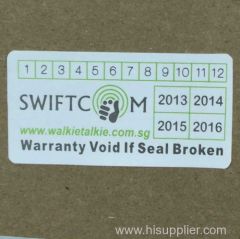 1 2 3 4 5 6 7 8 9 10 11 12
SWIFTCOM 2013 2014
www.walkietalkie.com.sg 2015 2016
Warranty Void If Seal Broken
hisupplier.com